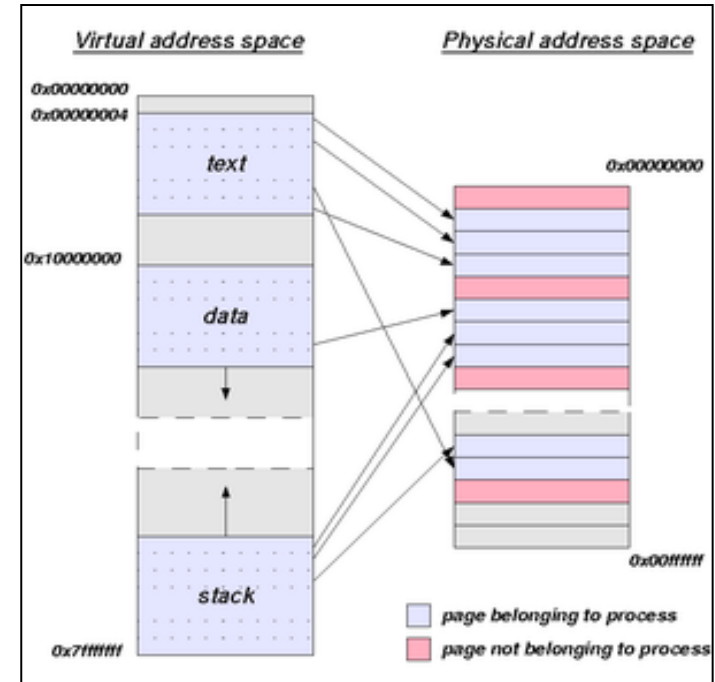 Virtual address space
Physical address space
0x00000000
0x00000004
text
0x00000000
0x10000000
data
stack
0x00ffffff
page belonging to process
0x7fffffff
page not belonging to process